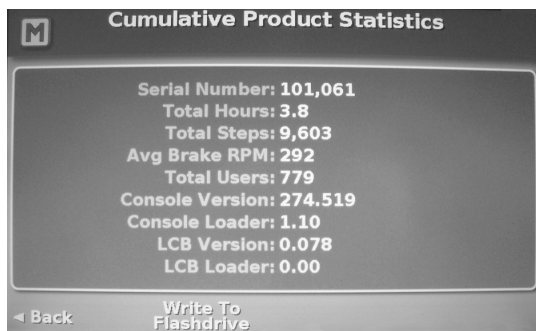 M
Cumulative Product Statistics
Serial Number: 101,061
Total Hours: 3.8
Total Steps: 9,603
Avg Brake RPM: 292
Total Users: 779
Console Version: 274.519
Console Loader: 1.10
LCB Version: 0.078
LCB Loader: 0.00
◄ Back
Write To
Flashdrive